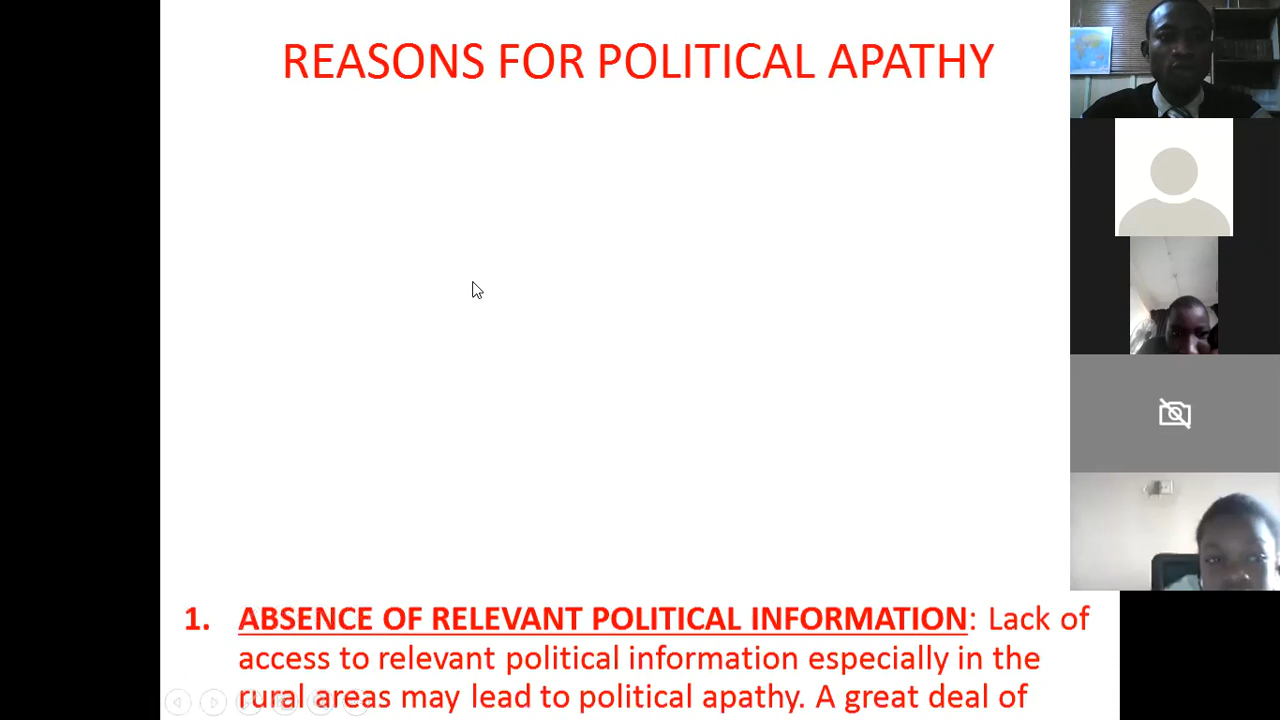 REASONS FOR POLITICAL APATHY
1. ABSENCE OF RELEVANT POLITICAL INFORMATION: Lack of
access to relevant political information especially in the
rural areas may lead to political apathy. A great deal of